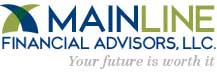 MAINLINE
FINANCIAL ADVISORS, LLC.
Your future is worth it